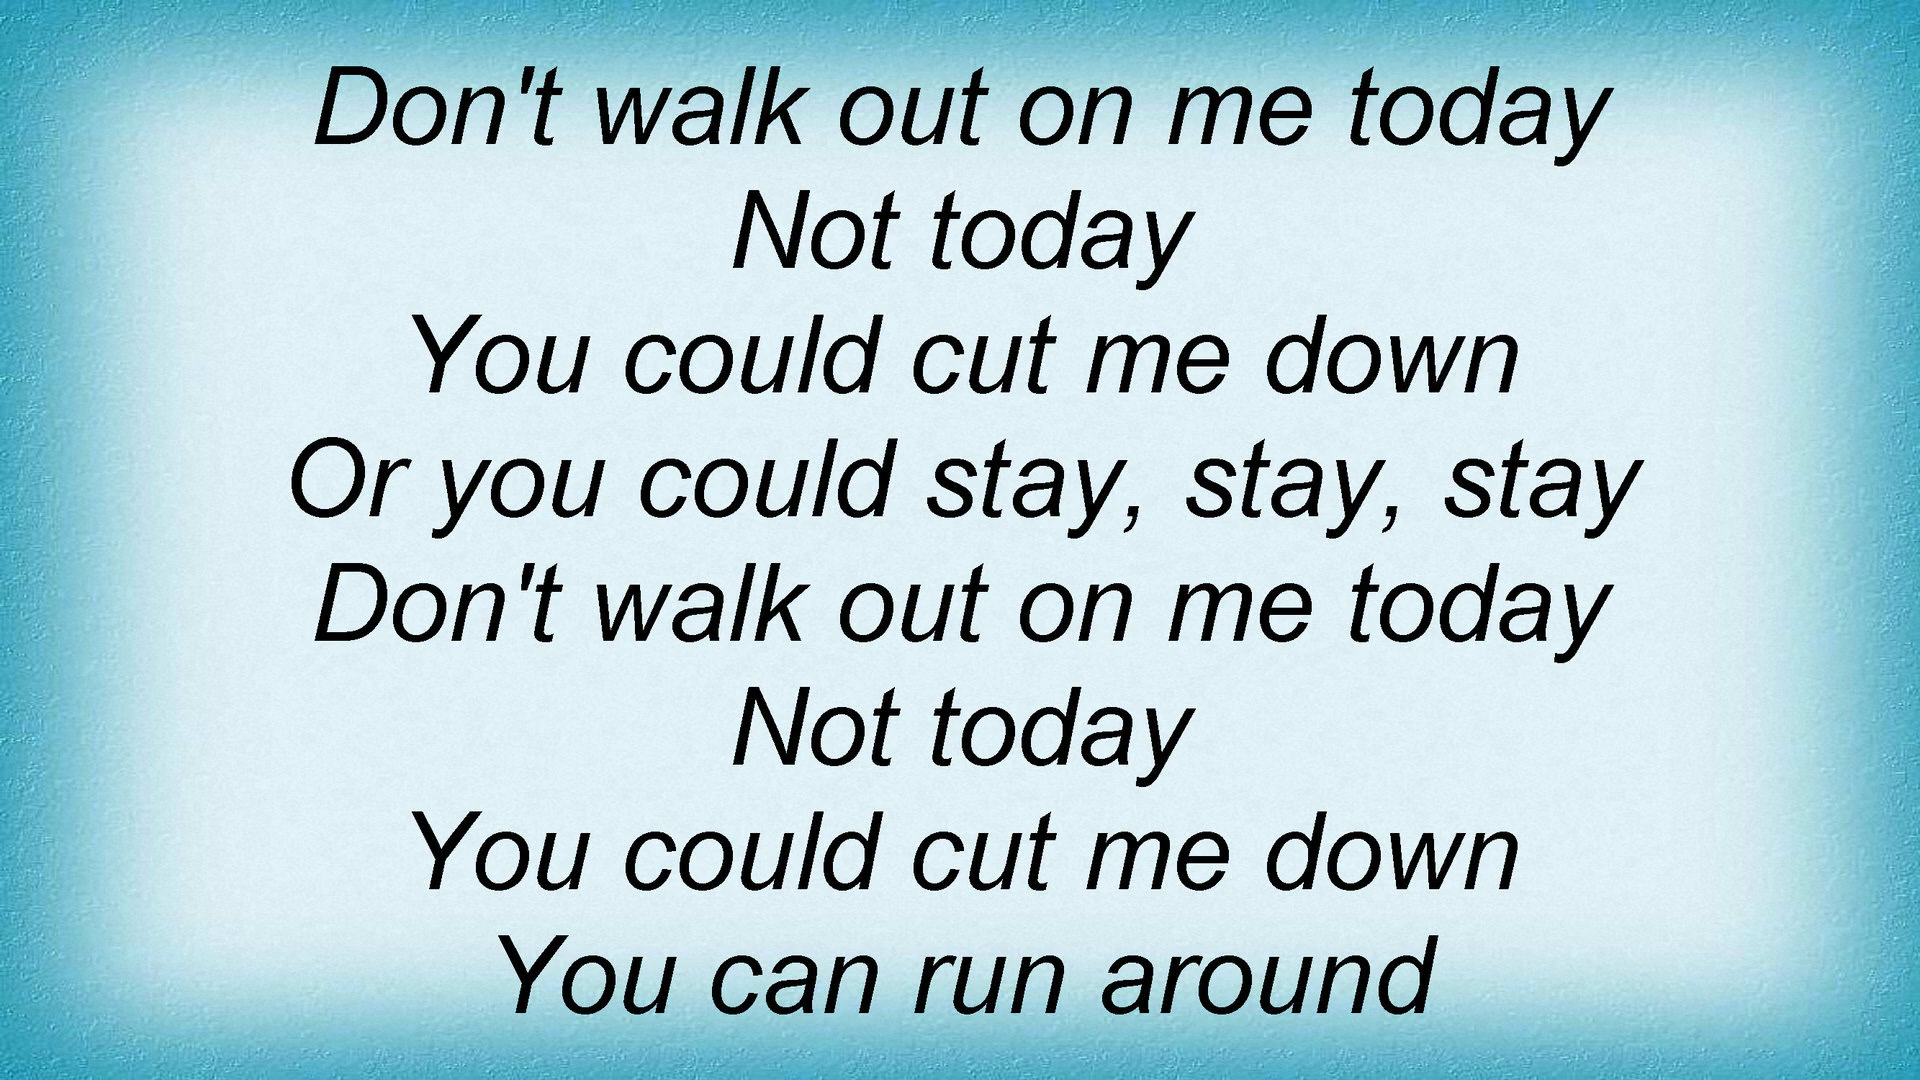 Don't walk out on me today
Not today
You could cut me down
Or you could stay, stay, stay
Don't walk out on me today
Not today
You could cut me down
You can run around